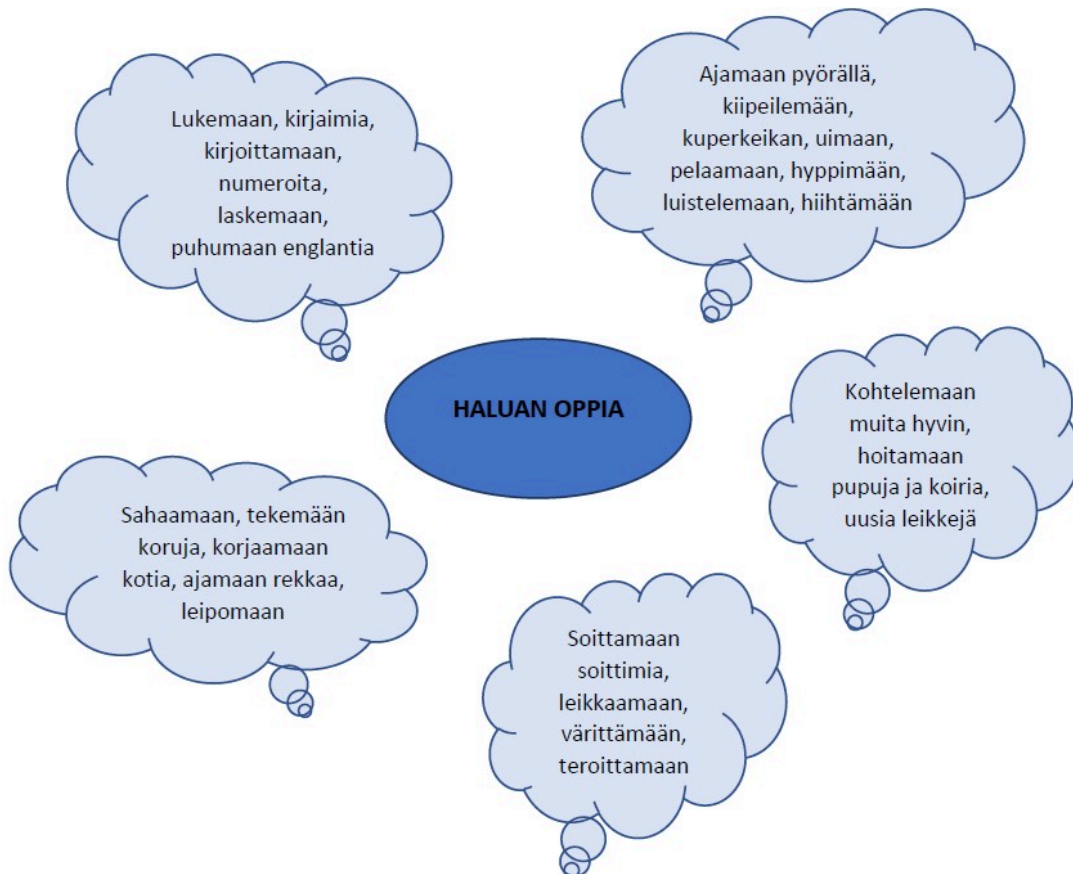 Lukemaan, kirjaimia,
kirjoittamaan,
numeroita,
laskemaan,
puhumaan englantia
Ajamaan pyörällä,
kiipeilemään,
kuperkeikan, uimaan,
pelaamaan, hyppimään,
luistelemaan, hiihtämään
HALUAN OPPIA
Kohtelemaan
muita hyvin,
hoitamaan
pupuja ja koiria,
uusia leikkejä
Sahaamaan, tekemään
koruja, korjaamaan
kotia, ajamaan rekkaa,
leipomaan
Soittamaan
soittimia,
leikkaamaan,
värittämään,
teroittamaan